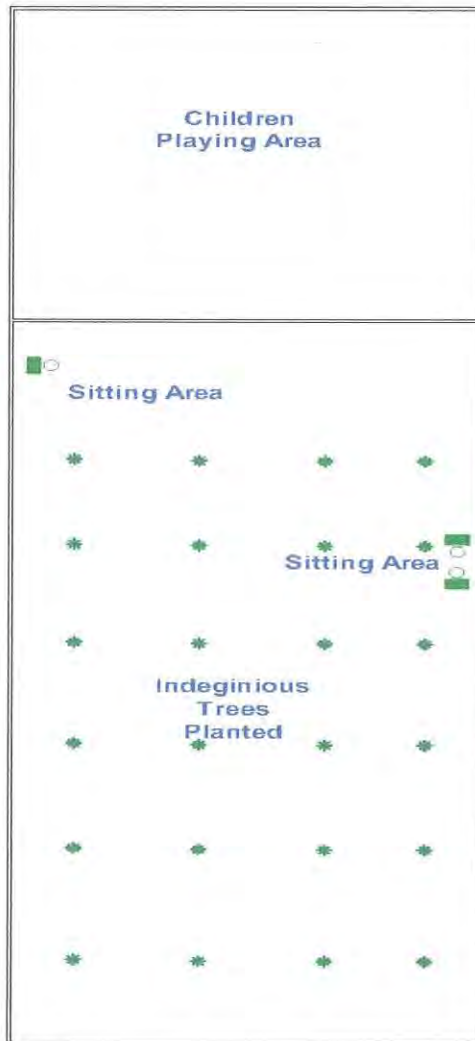 Children
Playing Area
Sitting Area
Sitting Area
Indeginious
Trees
Planted